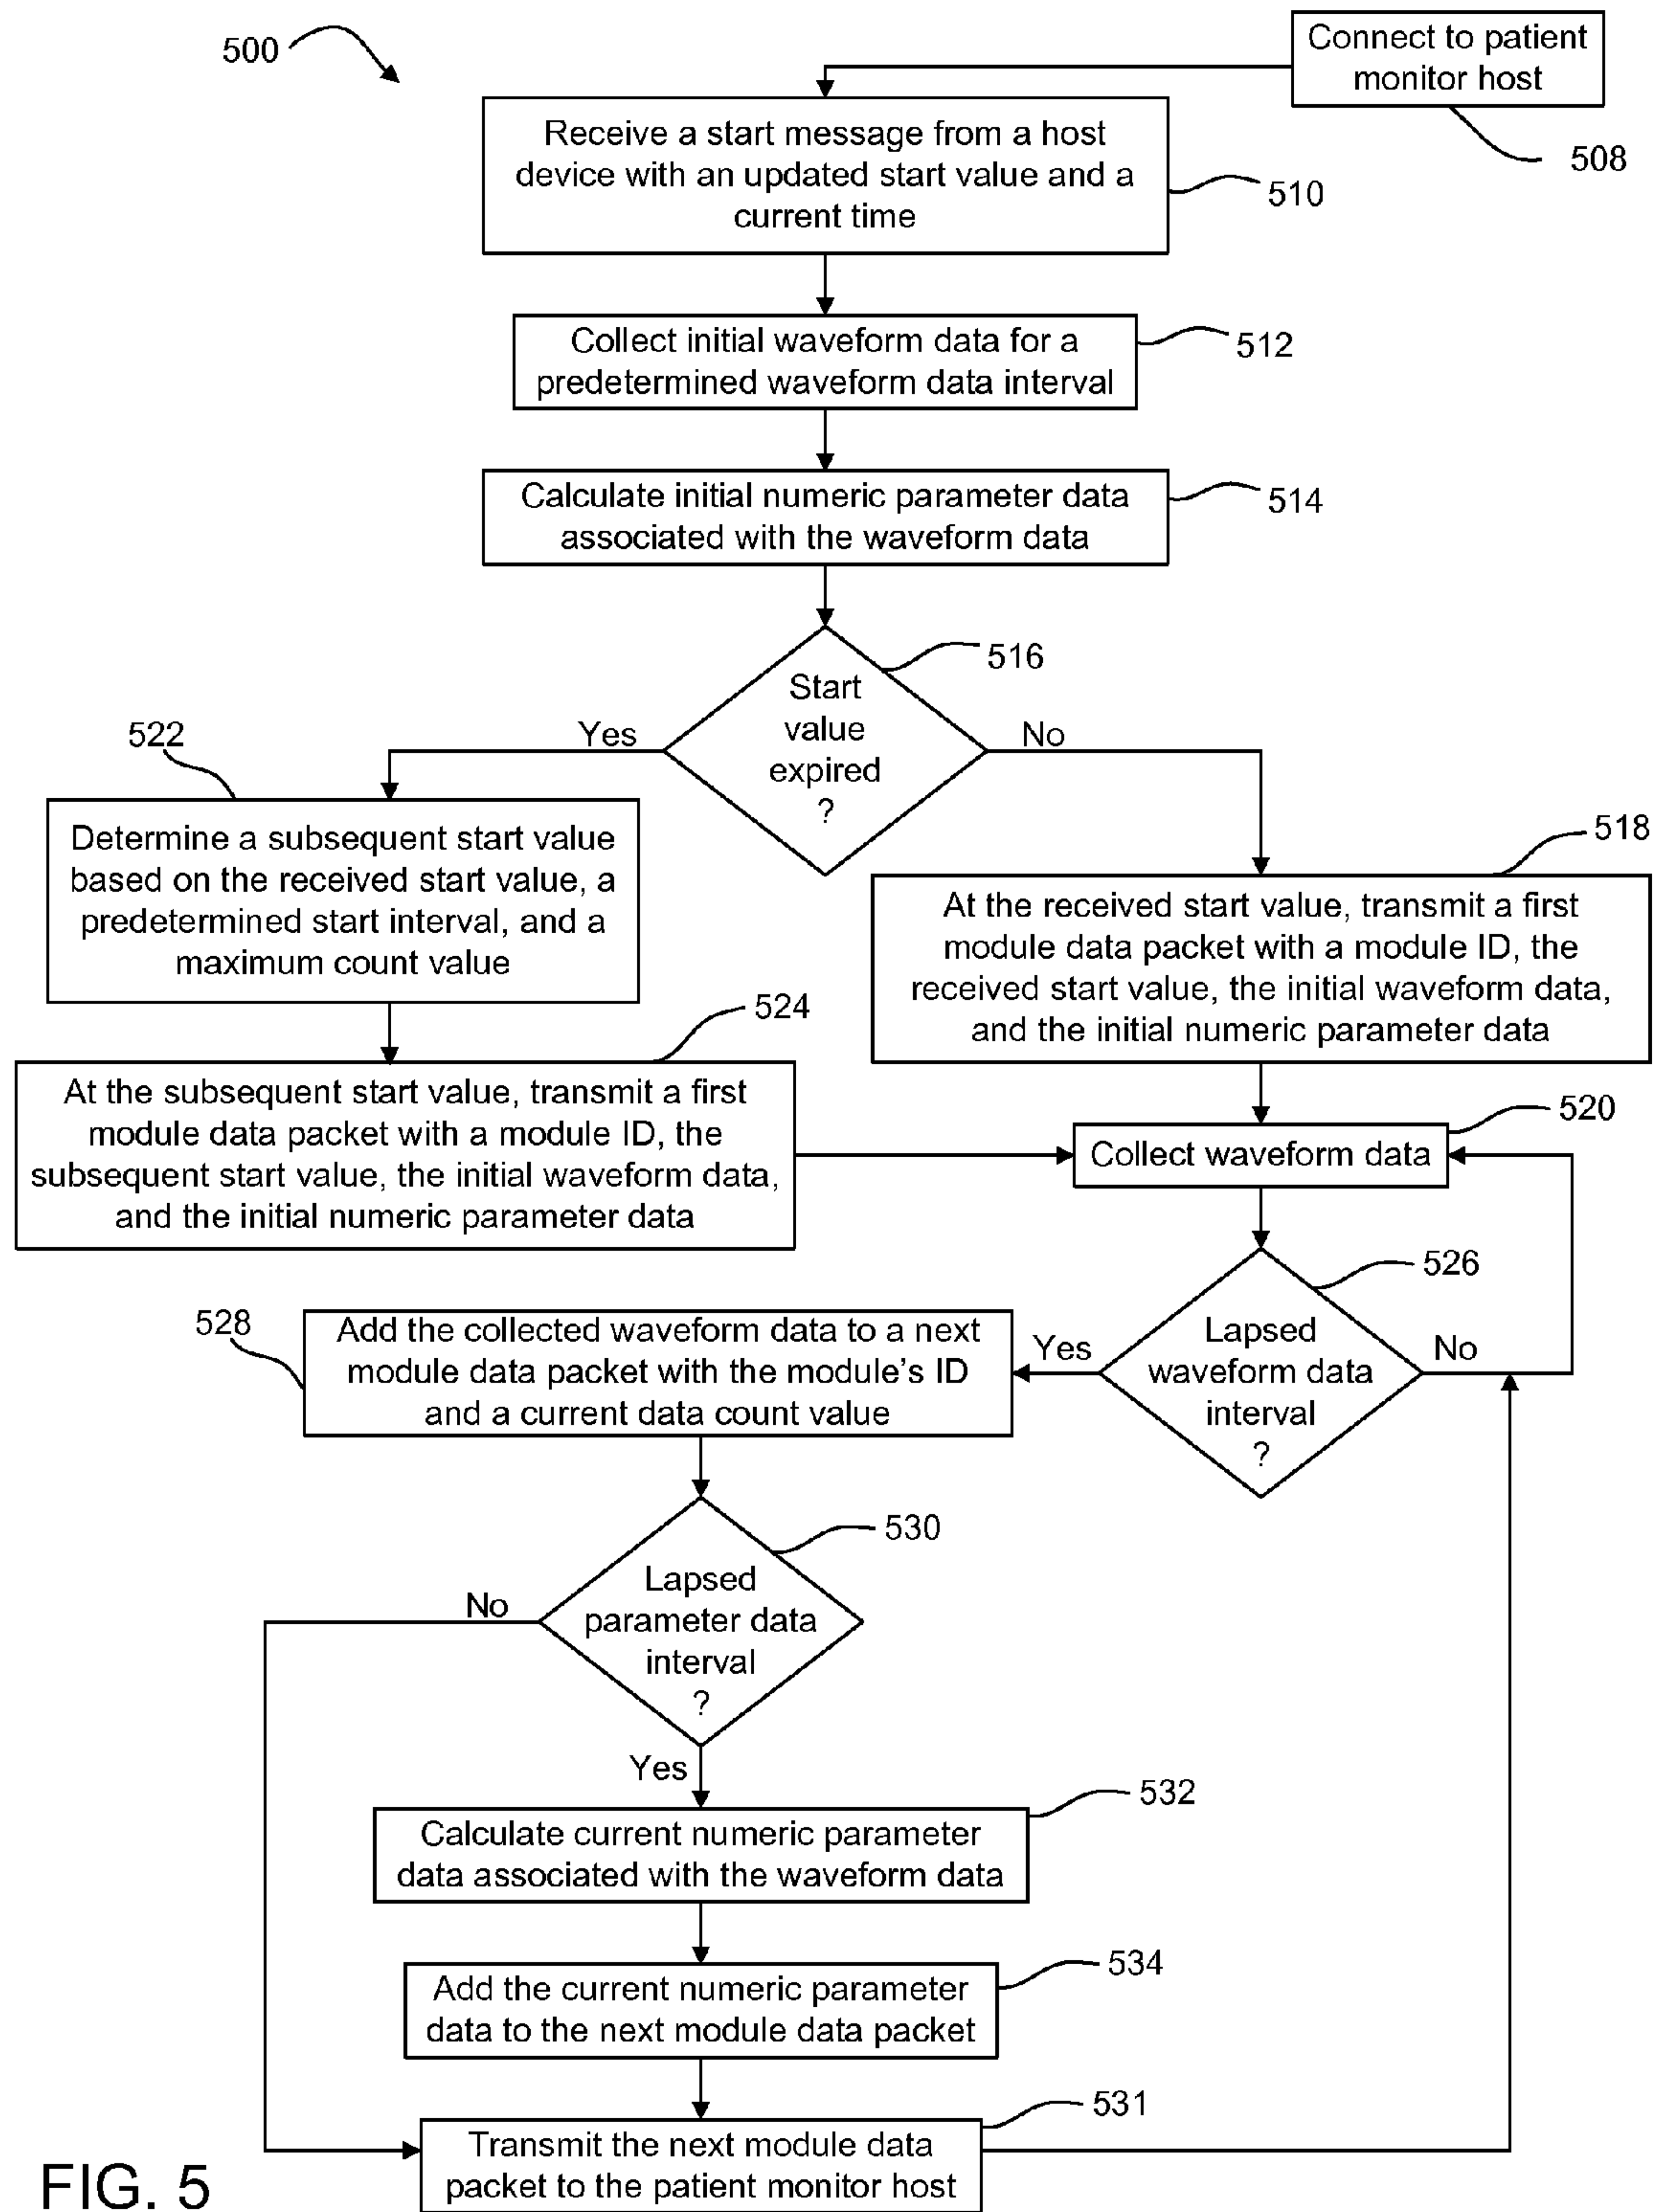 500
Connect to patient
monitor host
508
Receive a start message from a host
device with an updated start value and a
current time
510
Collect initial waveform data for a
predetermined waveform data interval
512
Calculate initial numeric parameter data
associated with the waveform data
514
516
Start
value
expired
?
Yes
No
522
Determine a subsequent start value
based on the received start value, a
predetermined start interval, and a
maximum count value
518
At the received start value, transmit a first
module data packet with a module ID, the
received start value, the initial waveform data,
and the initial numeric parameter data
524
At the subsequent start value, transmit a first
module data packet with a module ID, the
subsequent start value, the initial waveform data,
and the initial numeric parameter data
520
Collect waveform data
526
Lapsed
waveform data
interval
?
Yes
No
528
Add the collected waveform data to a next
module data packet with the module's ID
and a current data count value
530
Lapsed
parameter data
interval
?
No
Yes
532
Calculate current numeric parameter
data associated with the waveform data
534
Add the current numeric parameter
data to the next module data packet
531
Transmit the next module data
packet to the patient monitor host
FIG. 5